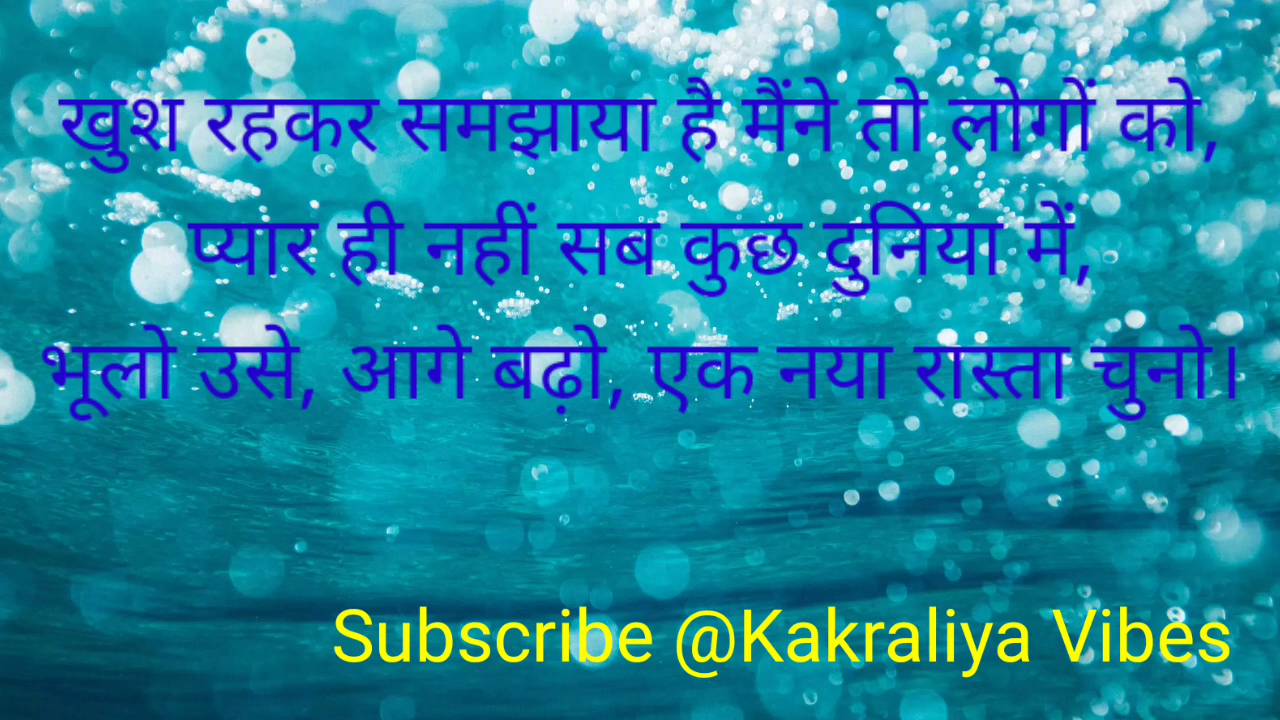 खुश रहकर समझाया है मैंने तो लोगों को,
प्यार ही नहीं सब कुछ दुनिया में,
भूलो उसे, आगे बढ़ो, एक नया रास्ता चुनो।
Subscribe @Kakraliya Vibes